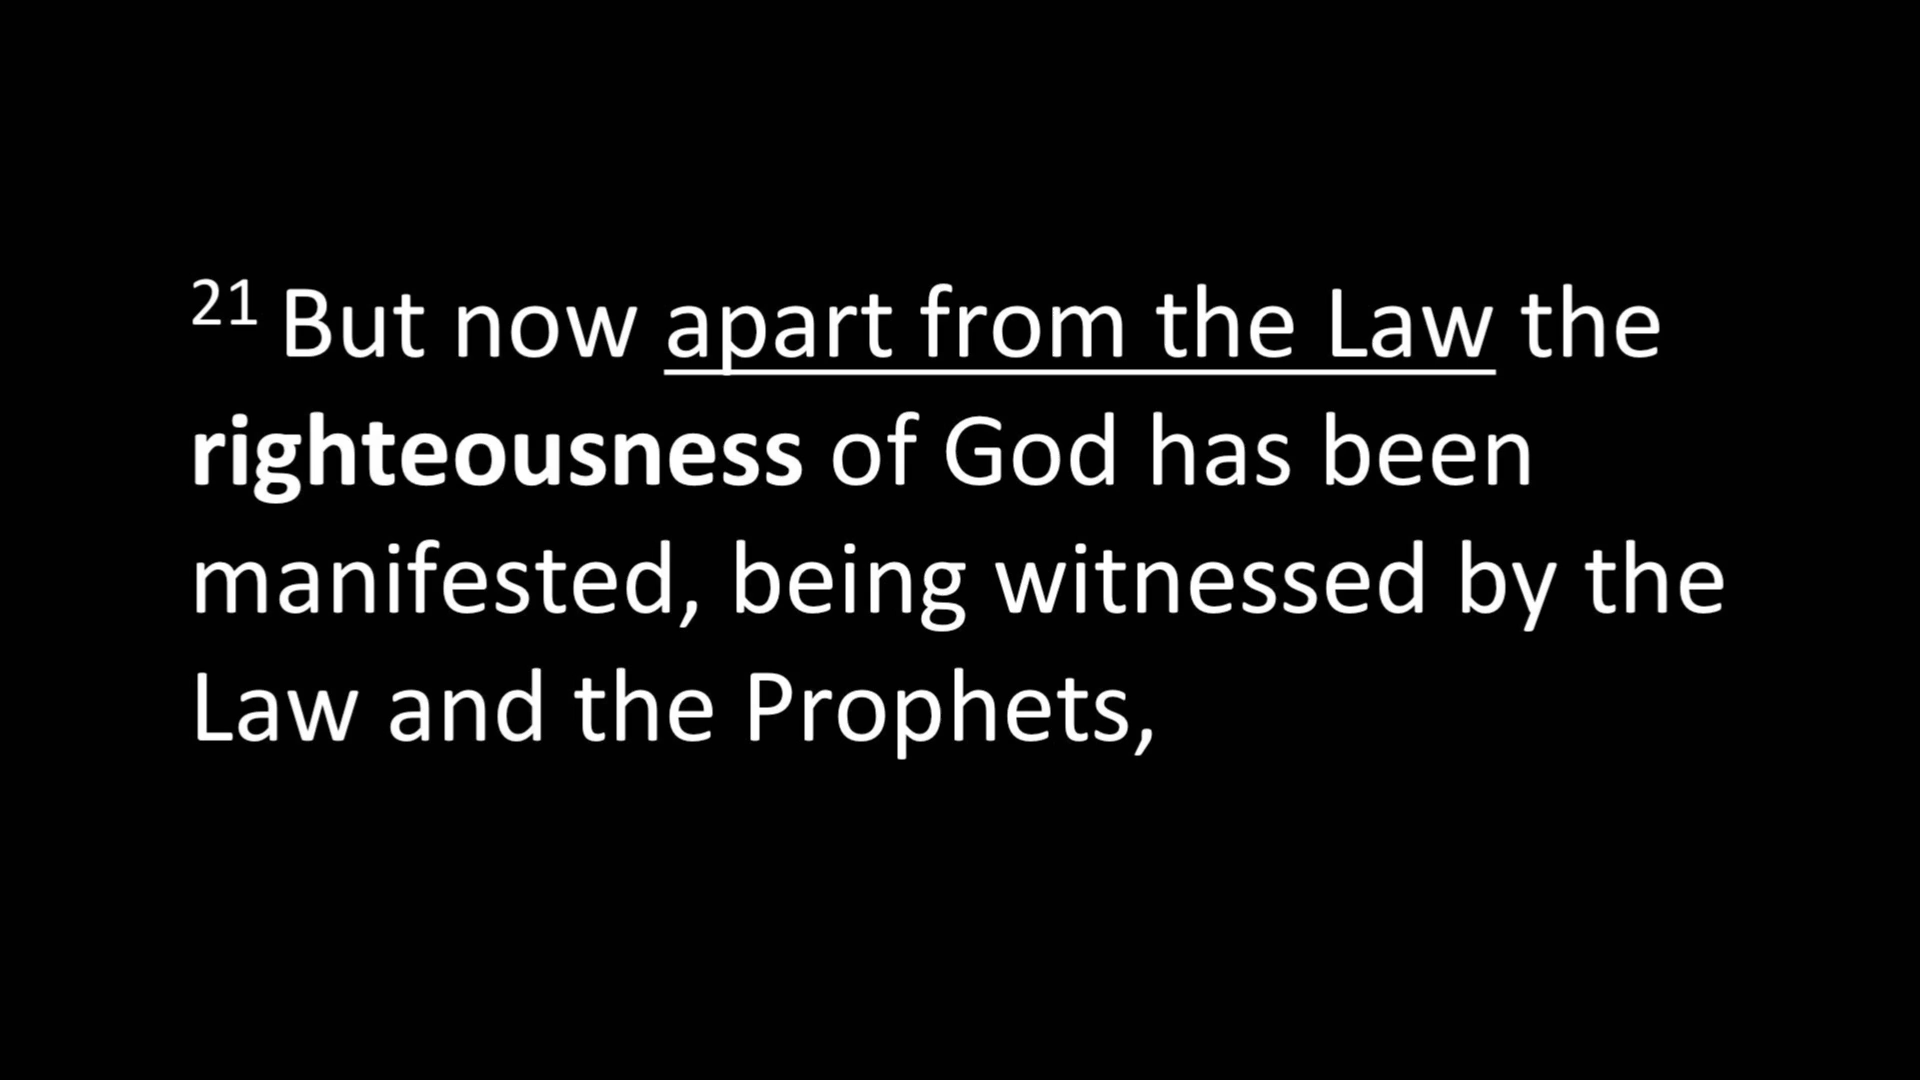 21 But now apart from the Law the
righteousness of God has been
manifested, being witnessed by the
Law and the Prophets,